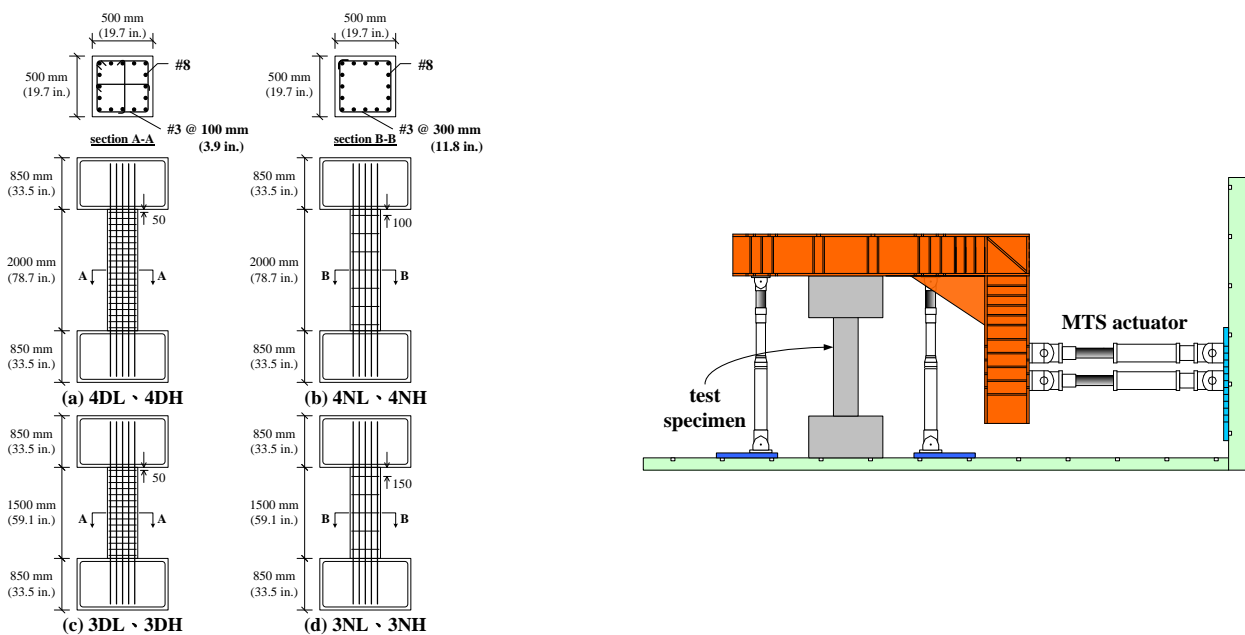 500 mm
(19.7 in.)
500 mm
(19.7 in.)
#8
#3 @ 100 mm
(3.9 in.)
section A-A
500 mm
(19.7 in.)
500 mm
(19.7 in.)
#8
#3 @ 300 mm
(11.8 in.)
section B-B
850 mm
(33.5 in.)
50
2000 mm
(78.7 in.)
A
A
850 mm
(33.5 in.)
(a) 4DL、4DH
850 mm
(33.5 in.)
100
2000 mm
(78.7 in.)
B
B
850 mm
(33.5 in.)
(b) 4NL、4NH
850 mm
(33.5 in.)
50
1500 mm
(59.1 in.)
A
A
850 mm
(33.5 in.)
(c) 3DL、3DH
850 mm
(33.5 in.)
150
1500 mm
(59.1 in.)
B
B
850 mm
(33.5 in.)
(d) 3NL、3NH
MTS actuator
test
specimen